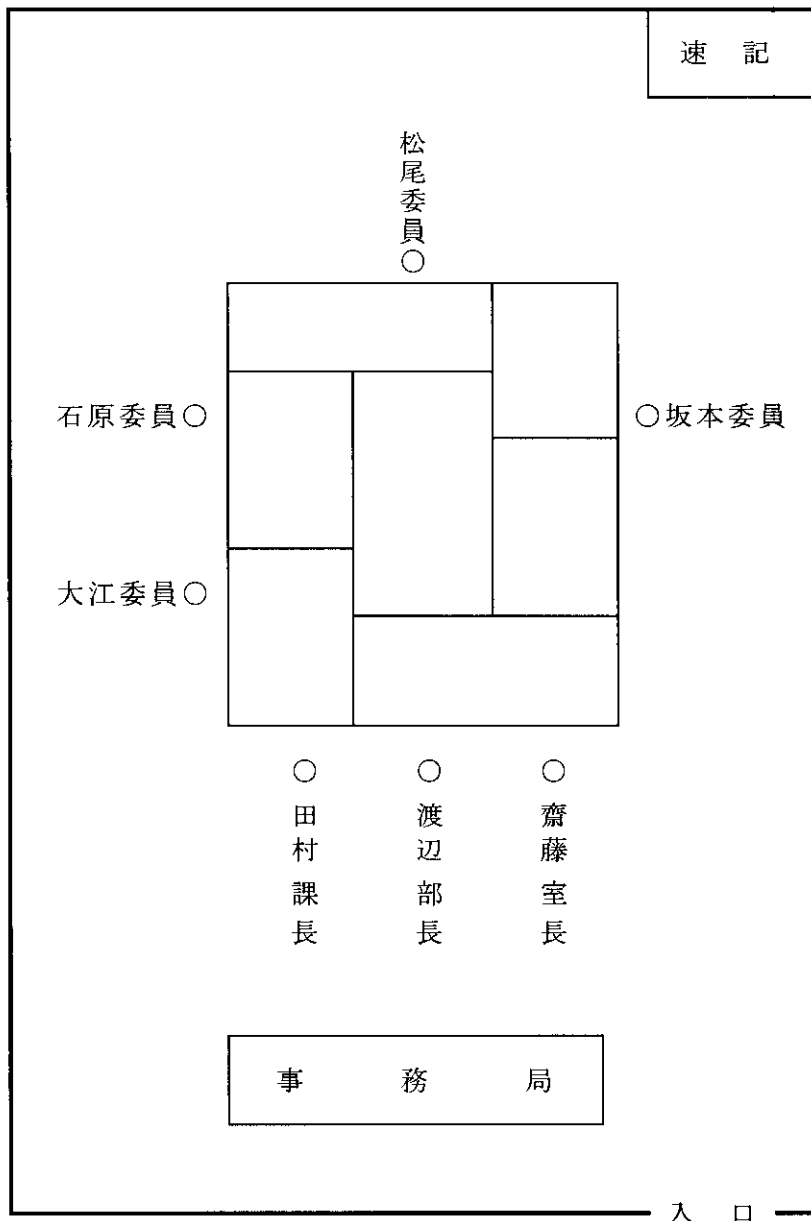 速記
松尾委員○
石原委員○
○坂本委員
大江委員○
○田村課長
○渡辺部長
○齋藤室長
事務局
入口